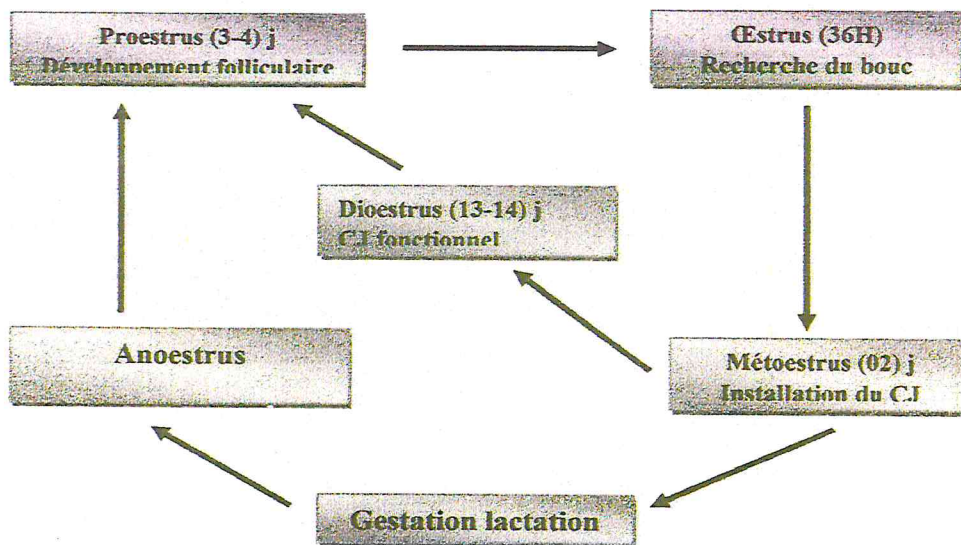 Proestrus (3-4) j
Développement folliculaire
Œstrus (36H)
Recherche du bouc
Dioestrus (13-14) j
CJ fonctionnel
Anoestrus
Métoestrus (02) j
Installation du CJ
Gestation lactation